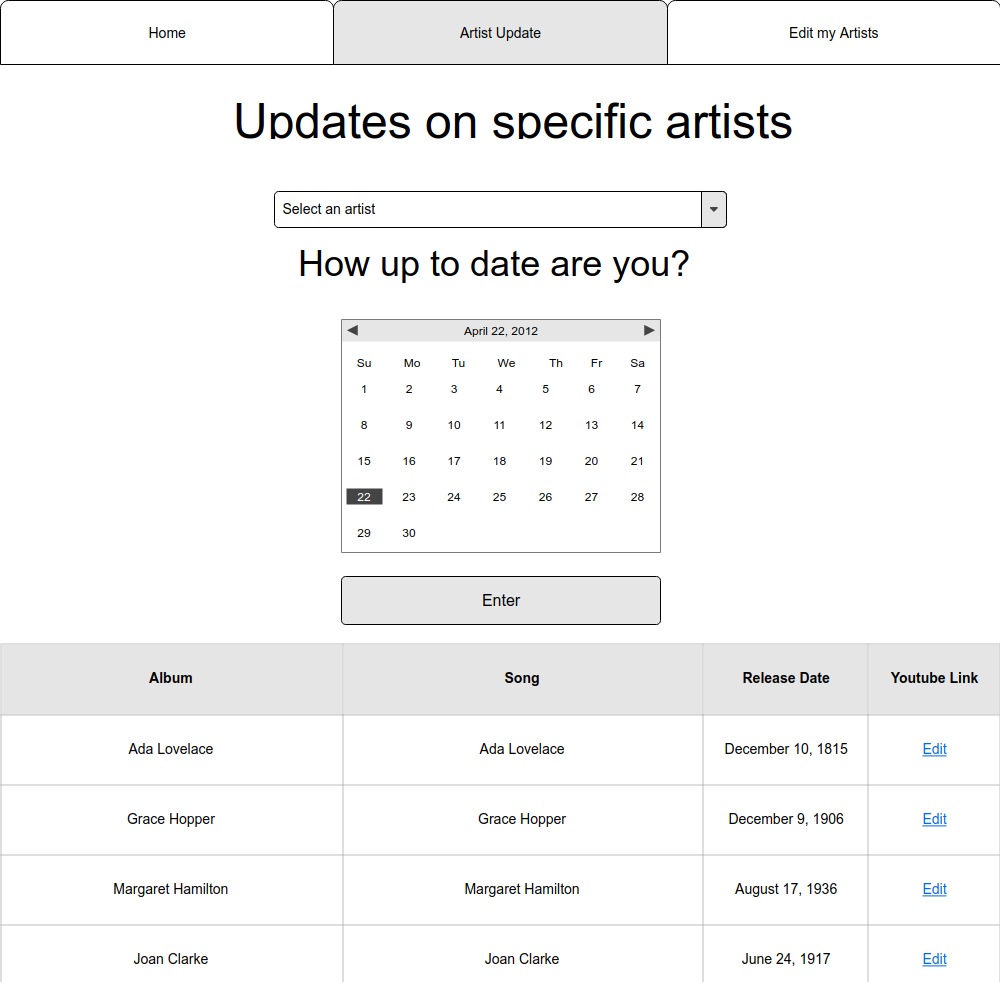 Home Artist Update Edit my Artists
Updates on specific artists
Select an artist
How up to date are you?
April 22, 2012
Su Mo Tu We Th Fr Sa
1 2 3 4 5 6 7
8 9 10 11 12 13 14
15 16 17 18 19 20 21
22 23 24 25 26 27 28
29 30
Enter
Album Song Release Date Youtube Link
Ada Lovelace Ada Lovelace December 10, 1815 Edit
Grace Hopper Grace Hopper December 9, 1906 Edit
Margaret Hamilton Margaret Hamilton August 17, 1936 Edit
Joan Clarke Joan Clarke June 24, 1917 Edit